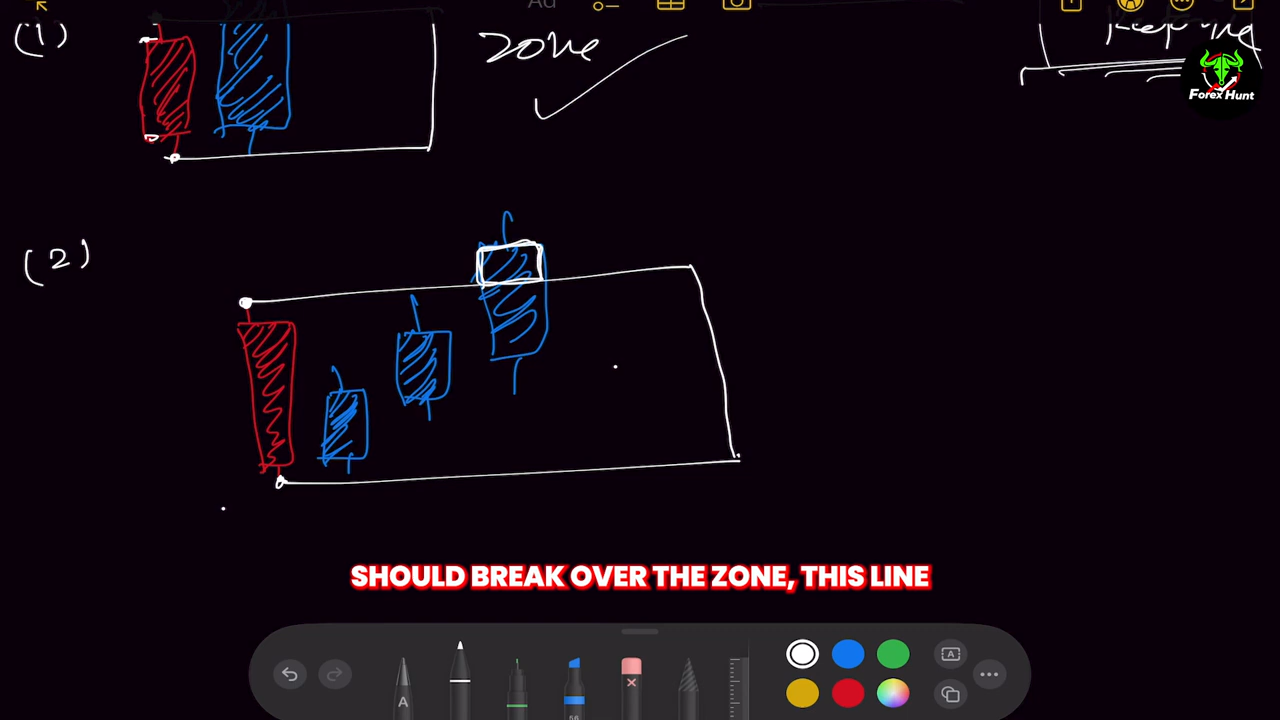 (1)
zone
Forex Hunt
(2)
SHOULD BREAK OVER THE ZONE, THIS LINE
A
A